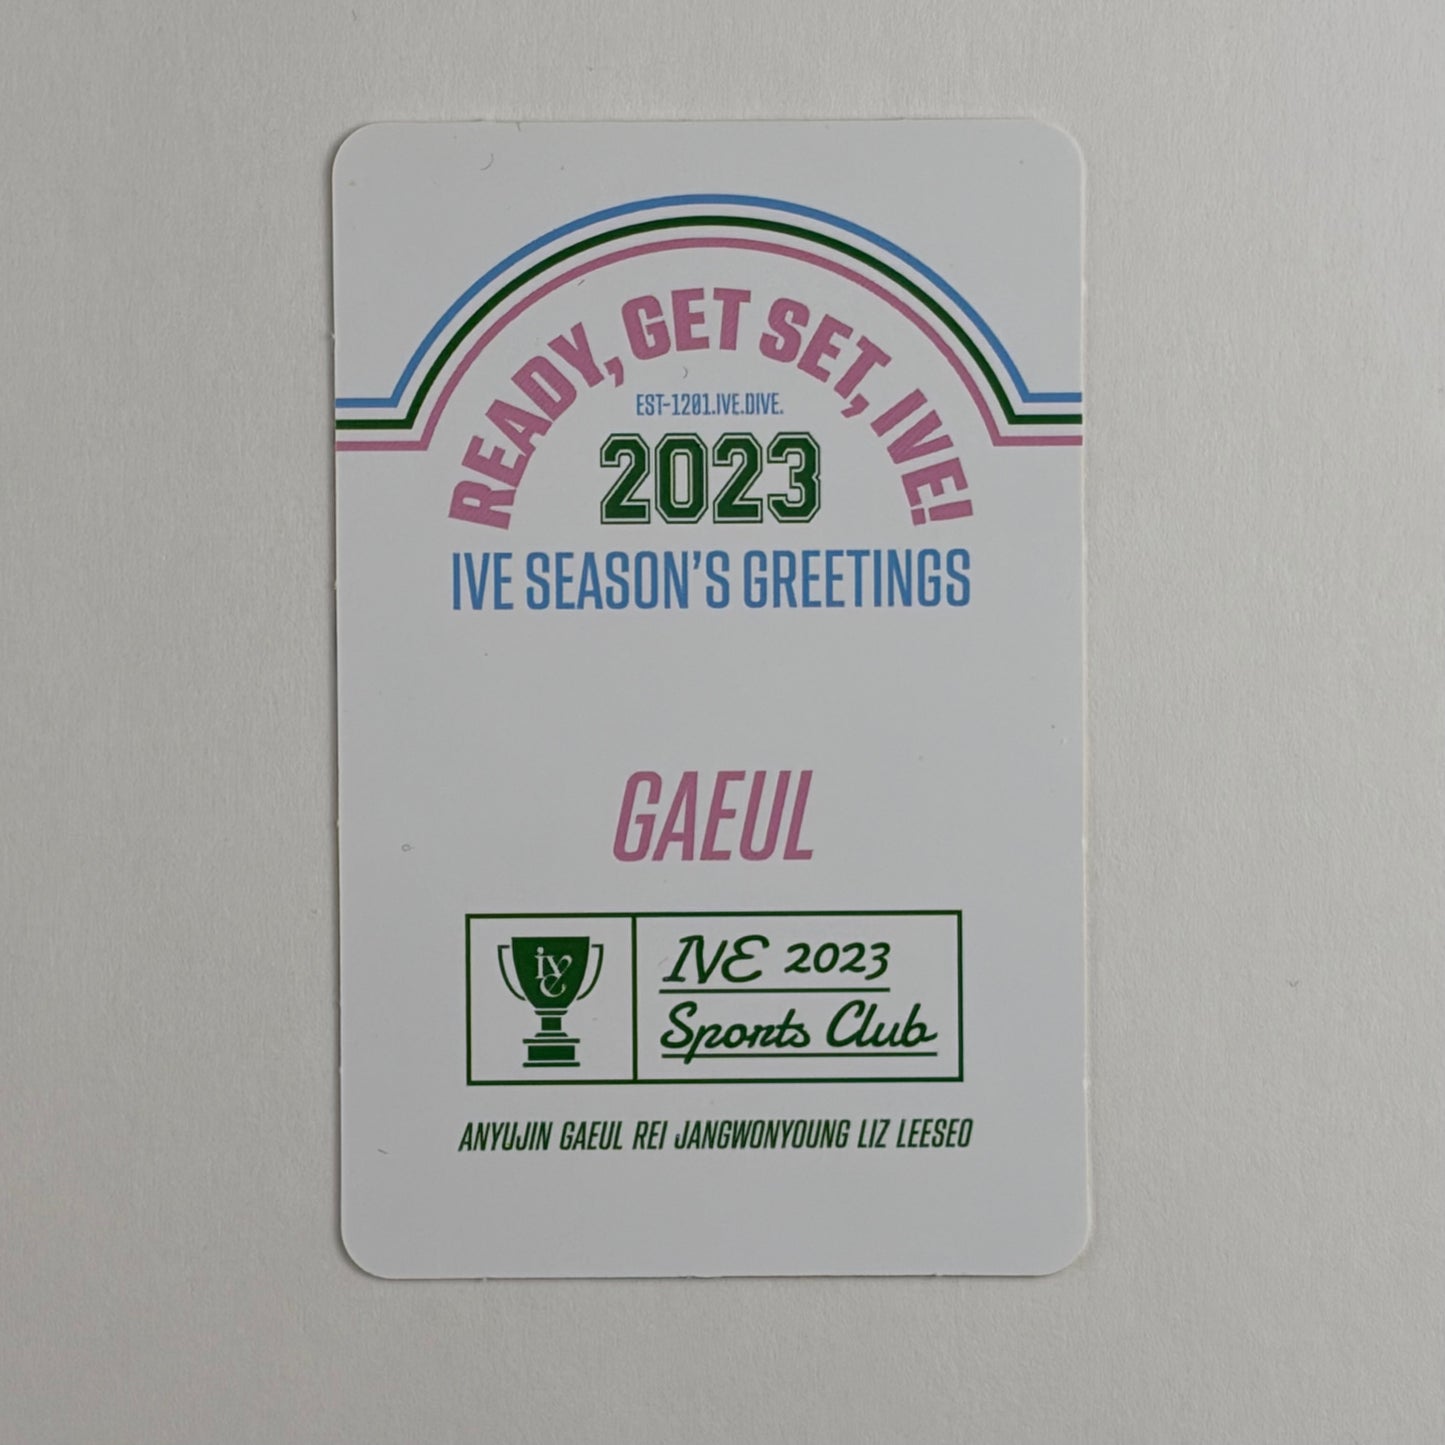 READY, GET SET, IVE!
EST-1201.IVE.DIVE.
2023
IVE SEASON'S GREETINGS
GAEUL
ive
IVE 2023
Sports Club
ANYUJIN GAEUL REI JANGWONYOUNG LIZ LEESEO